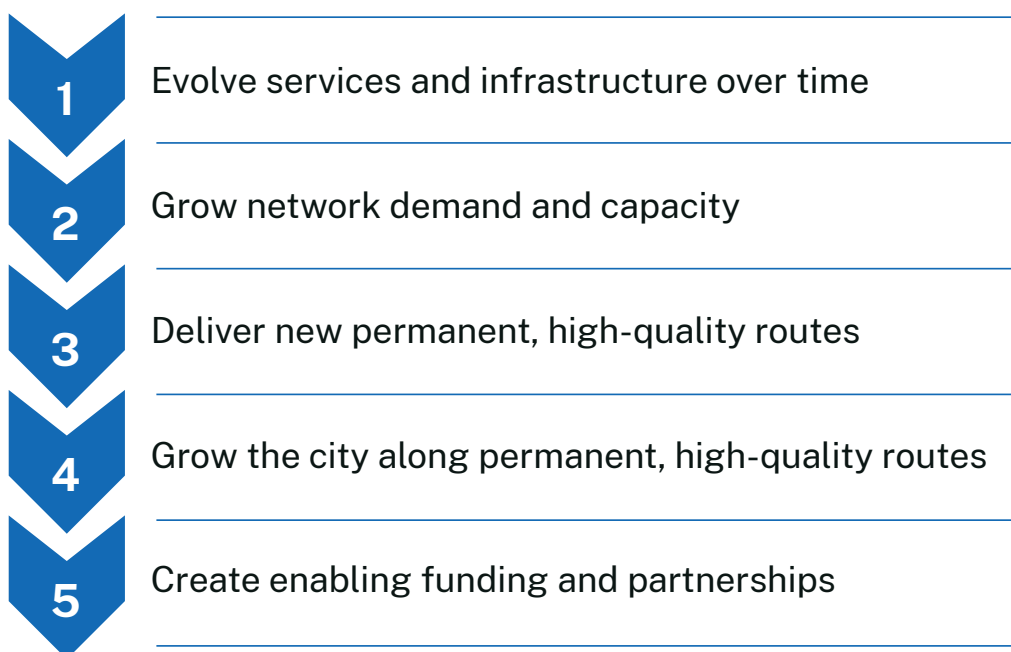 1
Evolve services and infrastructure over time
2
Grow network demand and capacity
3
Deliver new permanent, high-quality routes
4
Grow the city along permanent, high-quality routes
5
Create enabling funding and partnerships